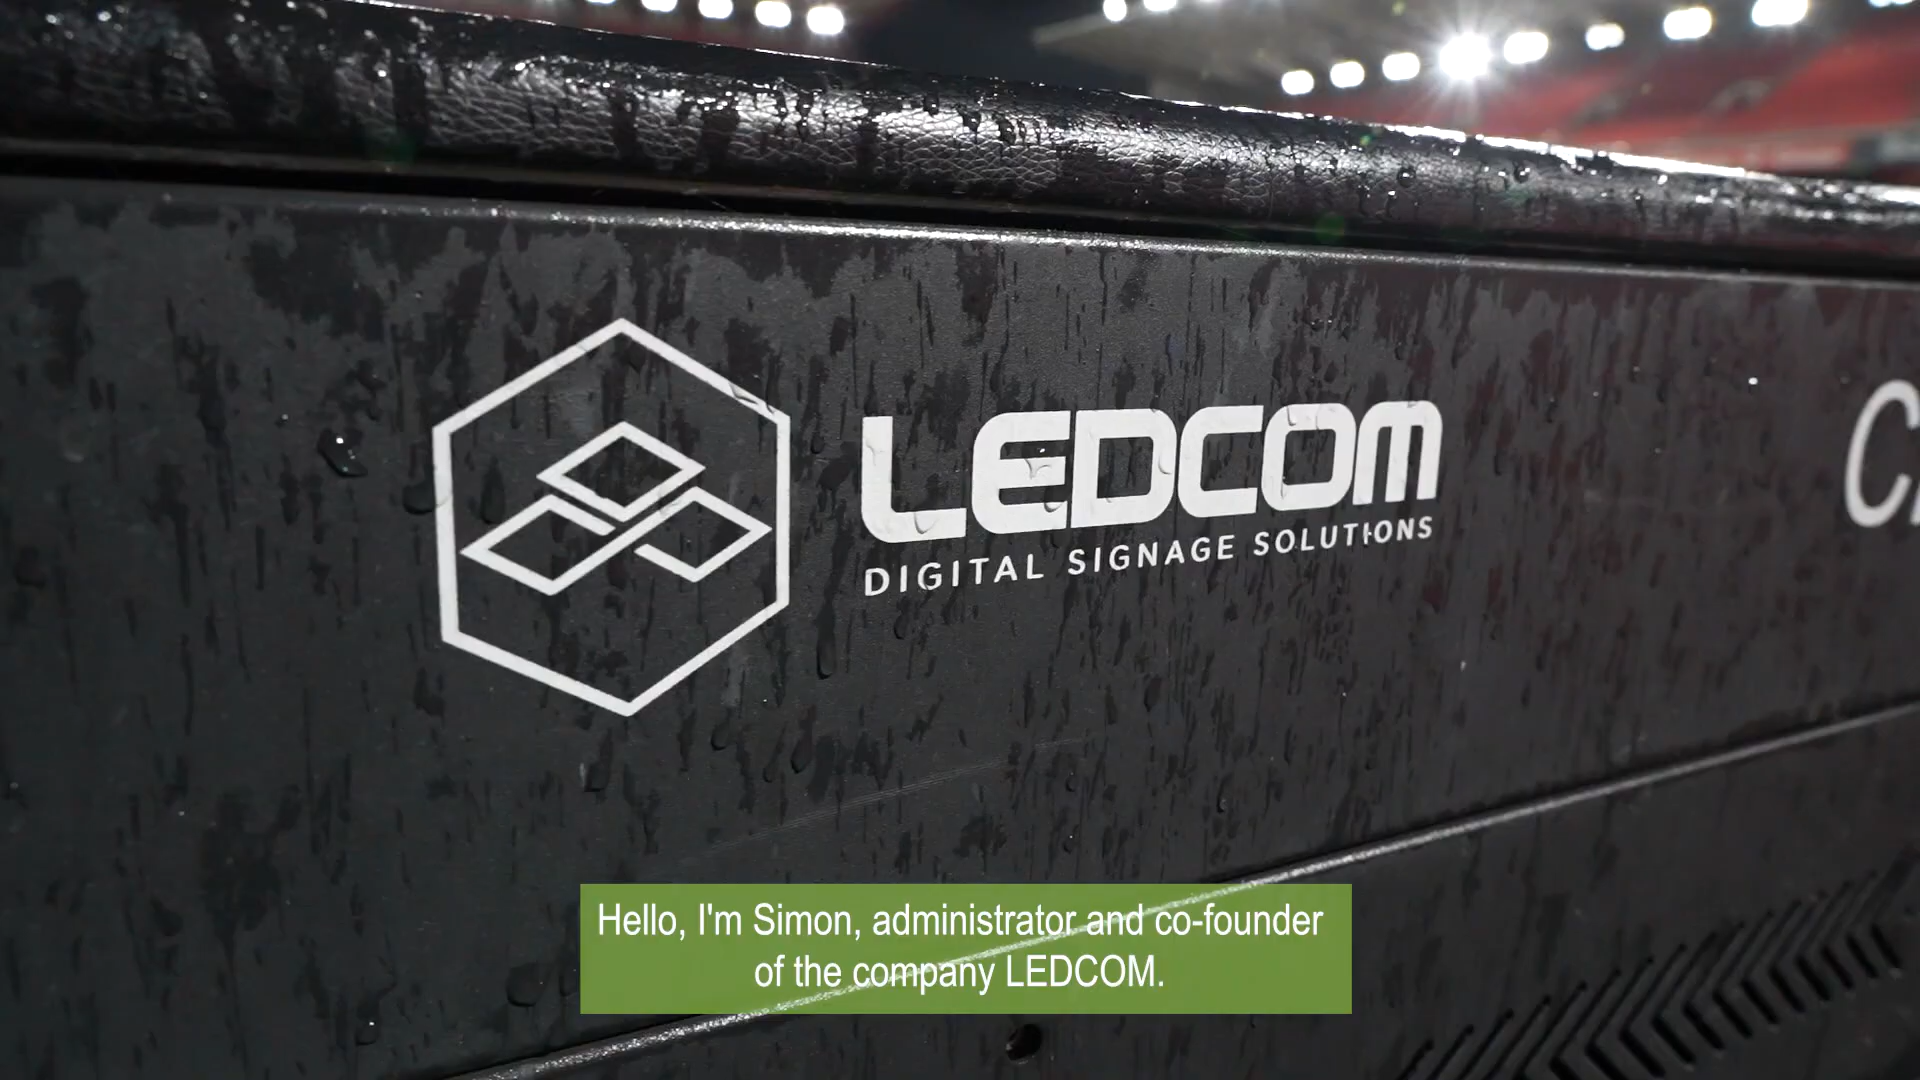 LEDCOM
DIGITAL SIGNAGE SOLUTIONS
Hello, I'm Simon, administrator and co-founder
of the company LEDCOM.